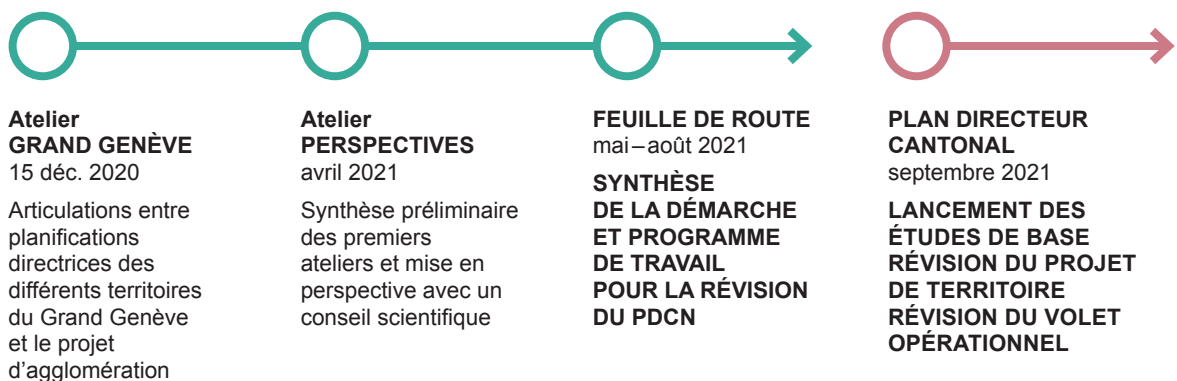 Atelier
GRAND GENÈVE
15 déc. 2020
Articulations entre
planifications
directrices des
différents territoires
du Grand Genève
et le projet
d'agglomération
Atelier
PERSPECTIVES
avril 2021
Synthèse préliminaire
des premiers
ateliers et mise en
perspective avec un
conseil scientifique
FEUILLE DE ROUTE
mai–août 2021
SYNTHÈSE
DE LA DÉMARCHE
ET PROGRAMME
DE TRAVAIL
POUR LA RÉVISION
DU PDCN
PLAN DIRECTEUR
CANTONAL
septembre 2021
LANCEMENT DES
ÉTUDES DE BASE
RÉVISION DU PROJET
DE TERRITOIRE
RÉVISION DU VOLET
OPÉRATIONNEL